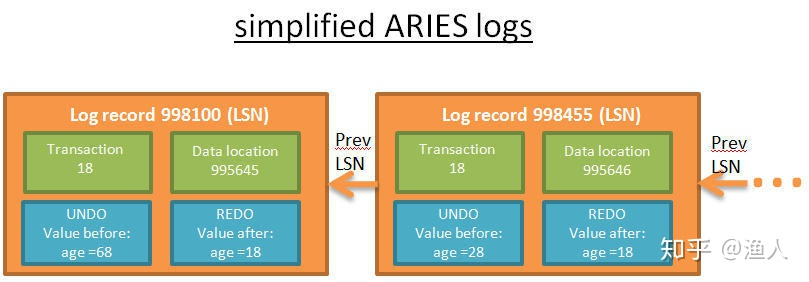 simplified ARIES logs
Log record 998100 (LSN)
Transaction
18
Data location
995645
UNDO
Value before:
age =68
REDO
Value after:
age =18
Prev
LSN
Log record 998455 (LSN)
Transaction
18
Data location
995646
UNDO
Value before:
age =28
REDO
Value after:
age =18
Prev
LSN
知乎 @渔人